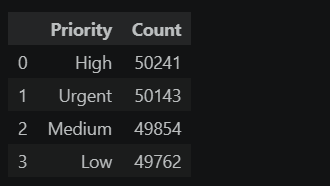 Priority Count
0 High 50241
1 Urgent 50143
2 Medium 49854
3 Low 49762